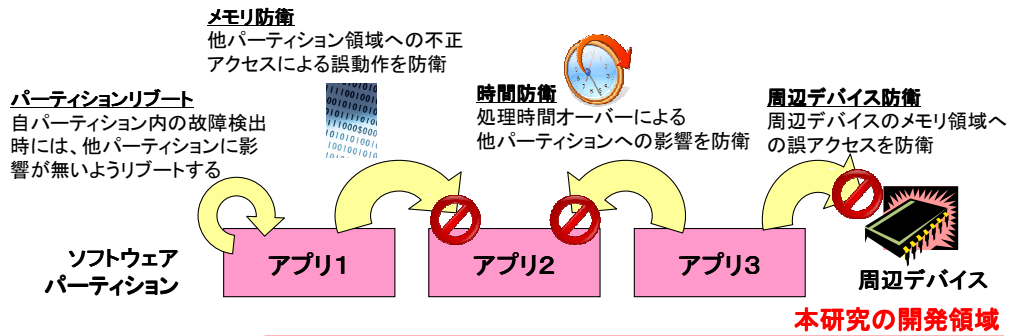 メモリ防衛
他パーティション領域への不正
アクセスによる誤動作を防衛
パーティションリブート
自パーティション内の故障検出
時には、他パーティションに影
響が無いようリブートする
時間防衛
処理時間オーバーによる
他パーティションへの影響を防衛
周辺デバイス防衛
周辺デバイスのメモリ領域へ
の誤アクセスを防衛
ソフトウェア
パーティション
アプリ1
アプリ2
アプリ3
周辺デバイス
本研究の開発領域